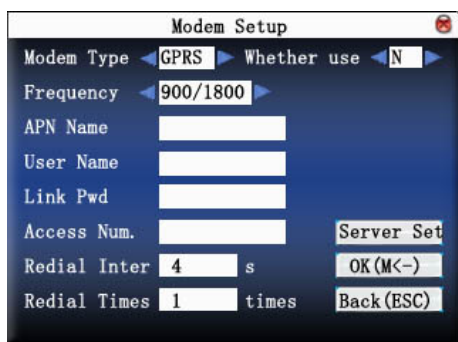 Modem Setup
Modem Type GPRS Whether use N
Frequency 900/1800
APN Name
User Name
Link Pwd
Access Num. Server Set
Redial Inter 4 s OK(M<-)
Redial Times 1 times Back(ESC)